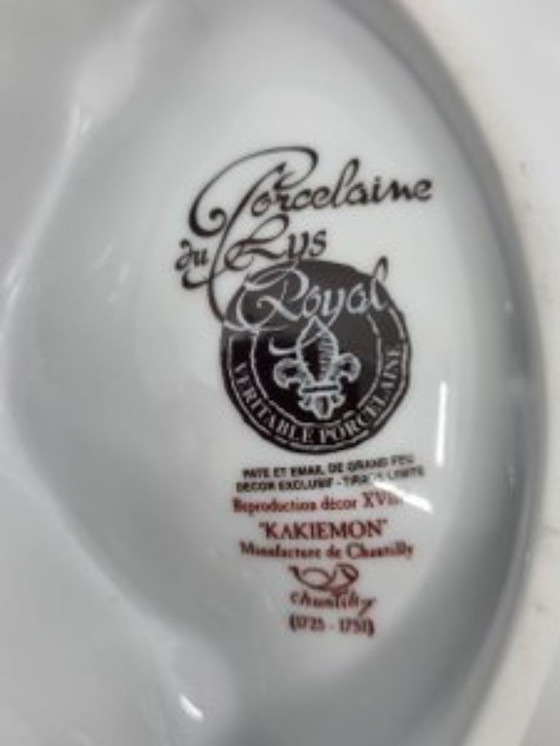 Porcelaine
du Lys
Royal
VERITABLE PORCELAINE
PATE ET EMAIL DE GRAND FEU
DECOR EXCLUSIF - TIRAGE LIMITE
Reproduction décor
"KAKIEMON"
Manufacture de Chantilly
chantilly
(1725 - 1751)